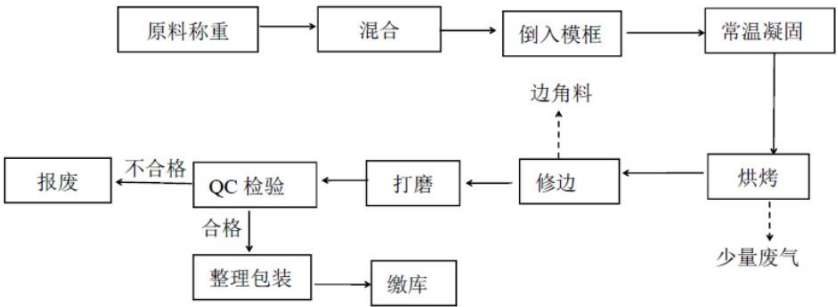 原料称重
混合
倒入模框
常温凝固
边角料
不合格
报废
QC 检验
打磨
修边
烘烤
合格
少量废气
整理包装
缴库